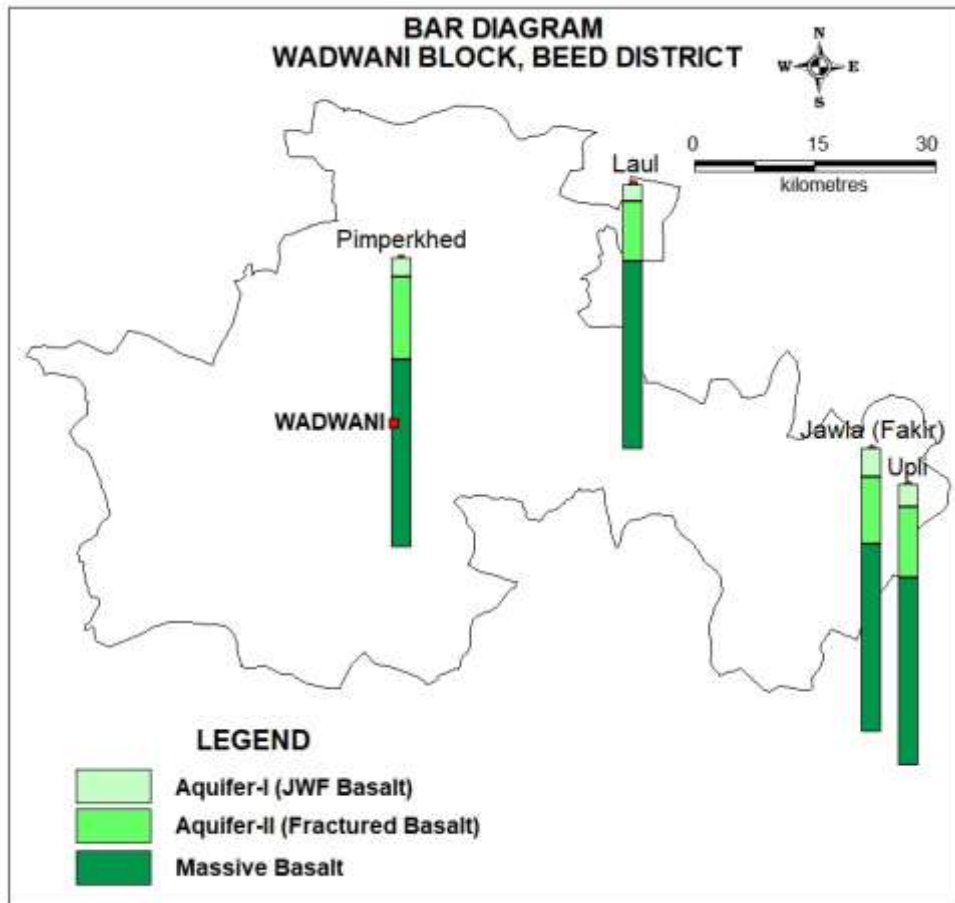 BAR DIAGRAM
WADWANI BLOCK, BEED DISTRICT
N
W E
S
0 15 30
kilometres
Laul
Pimperkhed
WADWANI
Jawla (Fakir)
Upli
LEGEND
Aquifer-I (JWF Basalt)
Aquifer-II (Fractured Basalt)
Massive Basalt